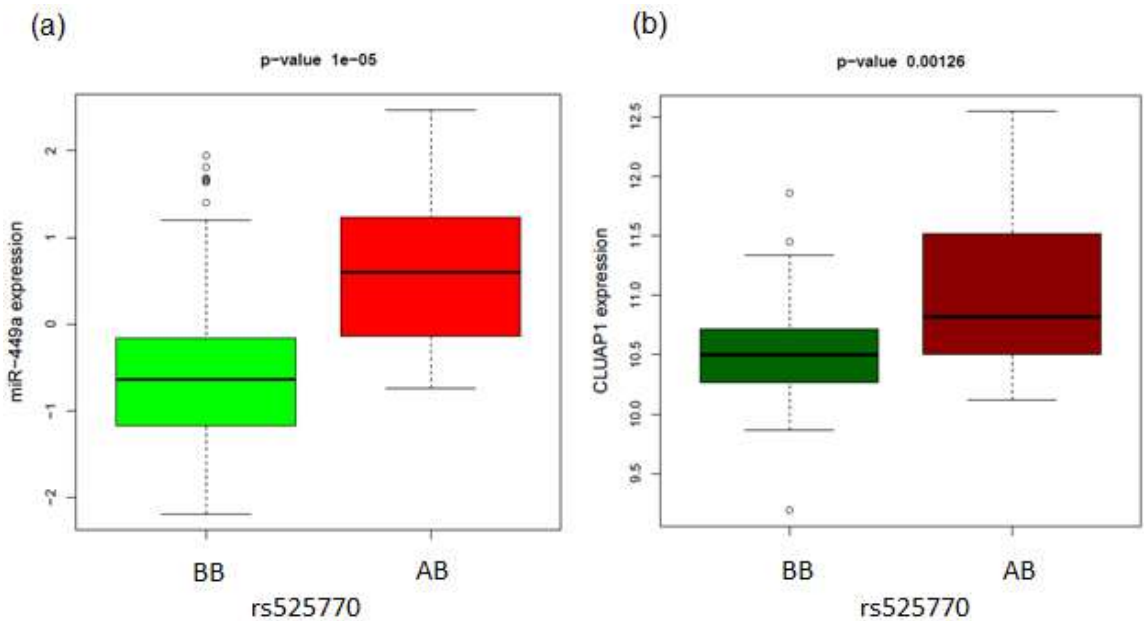 (a)
p-value 1e-05
miR-449a expression
2
1
0
-1
-2
BB AB
rs525770
(b)
p-value 0.00126
CLUAP1 expression
12.5
12.0
11.5
11.0
10.5
10.0
9.5
BB AB
rs525770